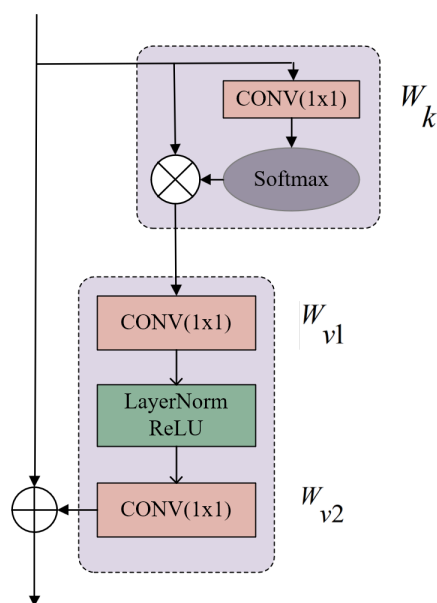 CONV(1x1)
W
k
Softmax
CONV(1x1)
W
v1
LayerNorm
ReLU
CONV(1x1)
W
v2